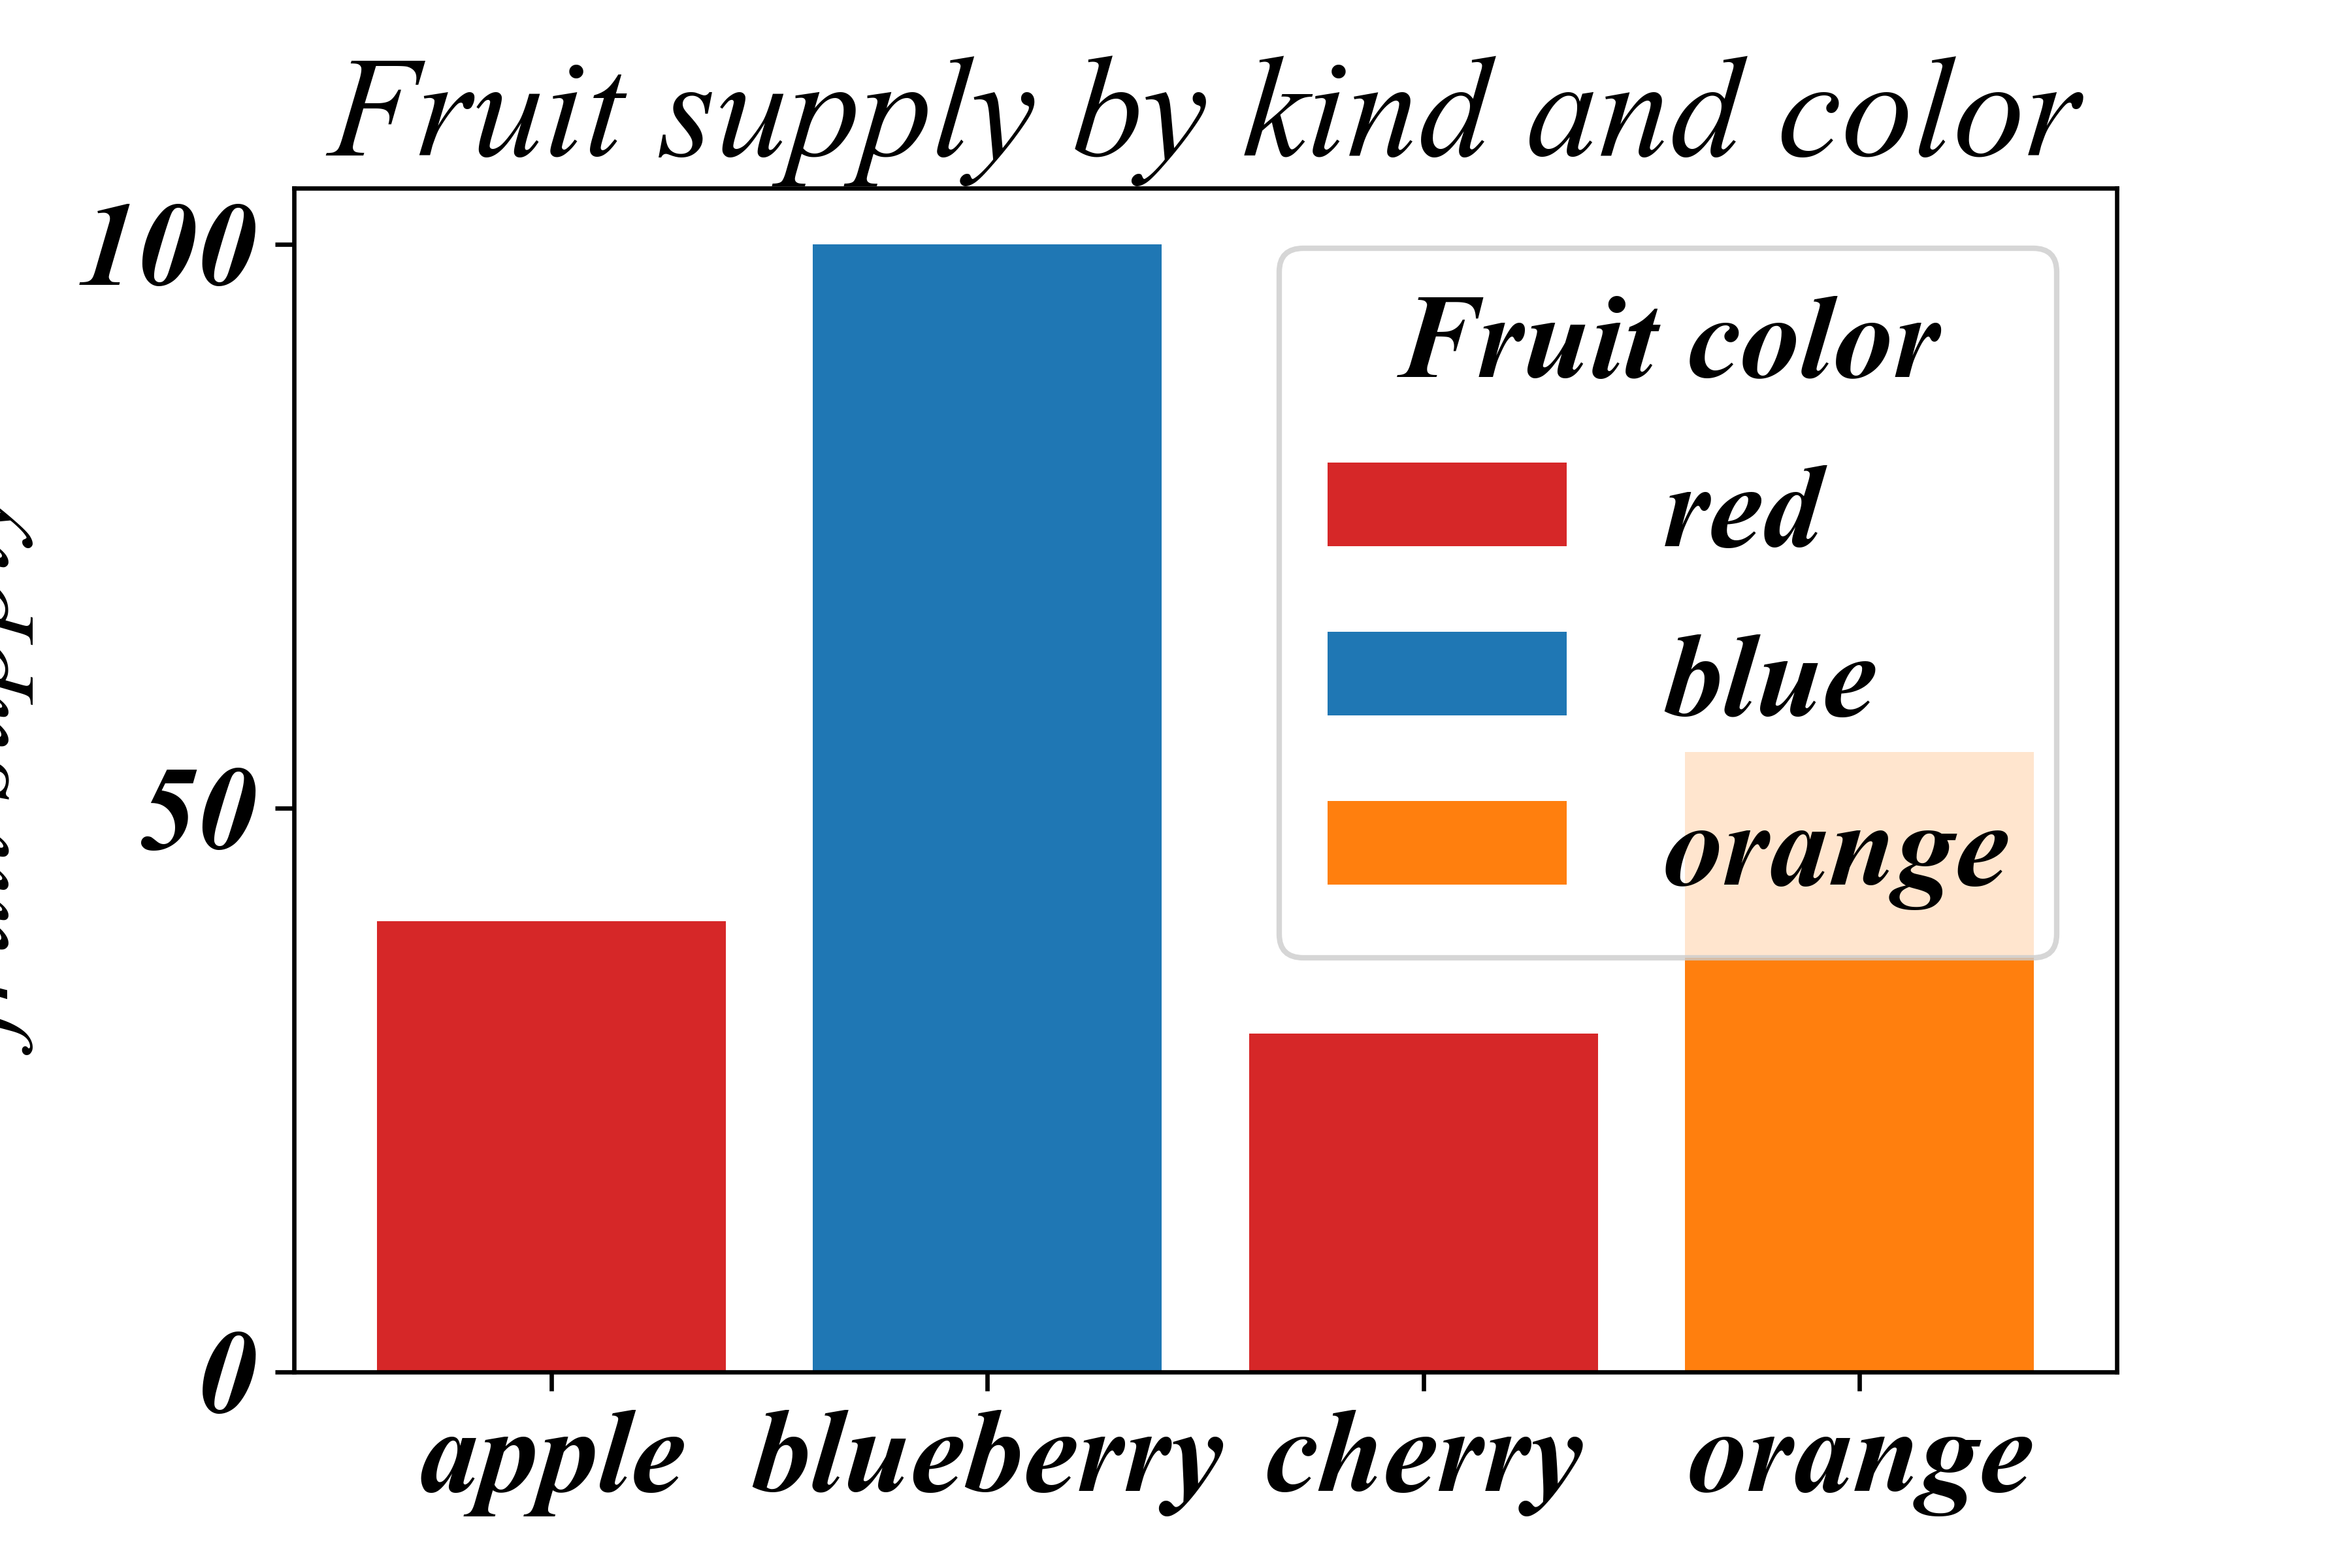 Fruit supply by kind and color
100
50
0
Fruit color
red
blue
orange
apple blueberry cherry orange